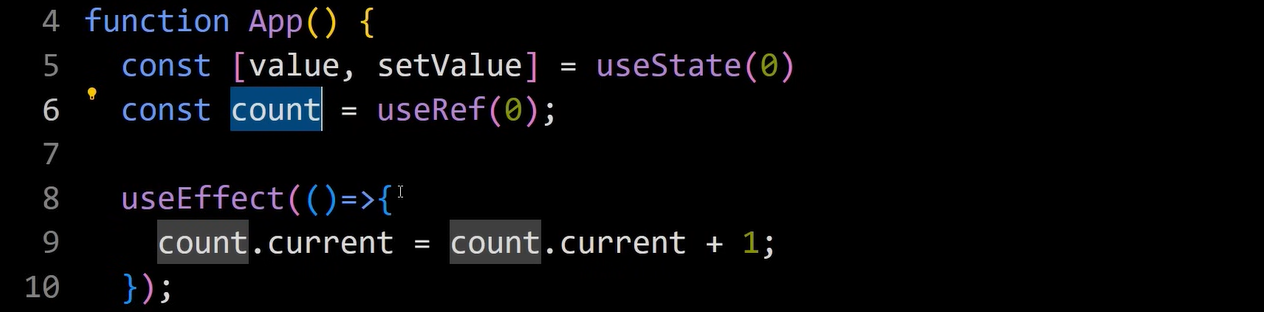 4 function App() {
5 const [value, setValue] = useState(0)
6 const count = useRef(0);
7
8 useEffect(()=>{
9 count.current = count.current + 1;
10 });